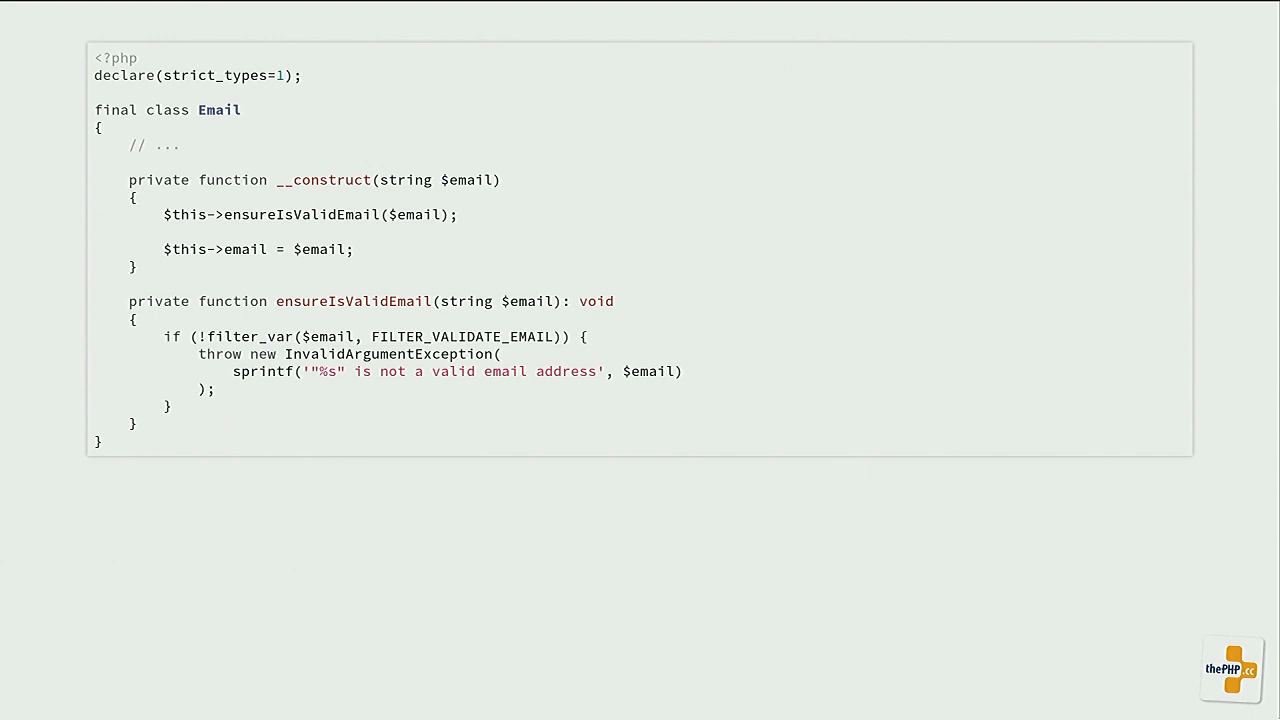 <?php
declare(strict_types=1);
final class Email
{
// ...
private function __construct(string $email)
{
$this->ensureIsValidEmail($email);
$this->email = $email;
}
private function ensureIsValidEmail(string $email): void
{
if (!filter_var($email, FILTER_VALIDATE_EMAIL)) {
throw new InvalidArgumentException(
sprintf('"%s" is not a valid email address', $email)
);
}
}
}
thePHP.cc